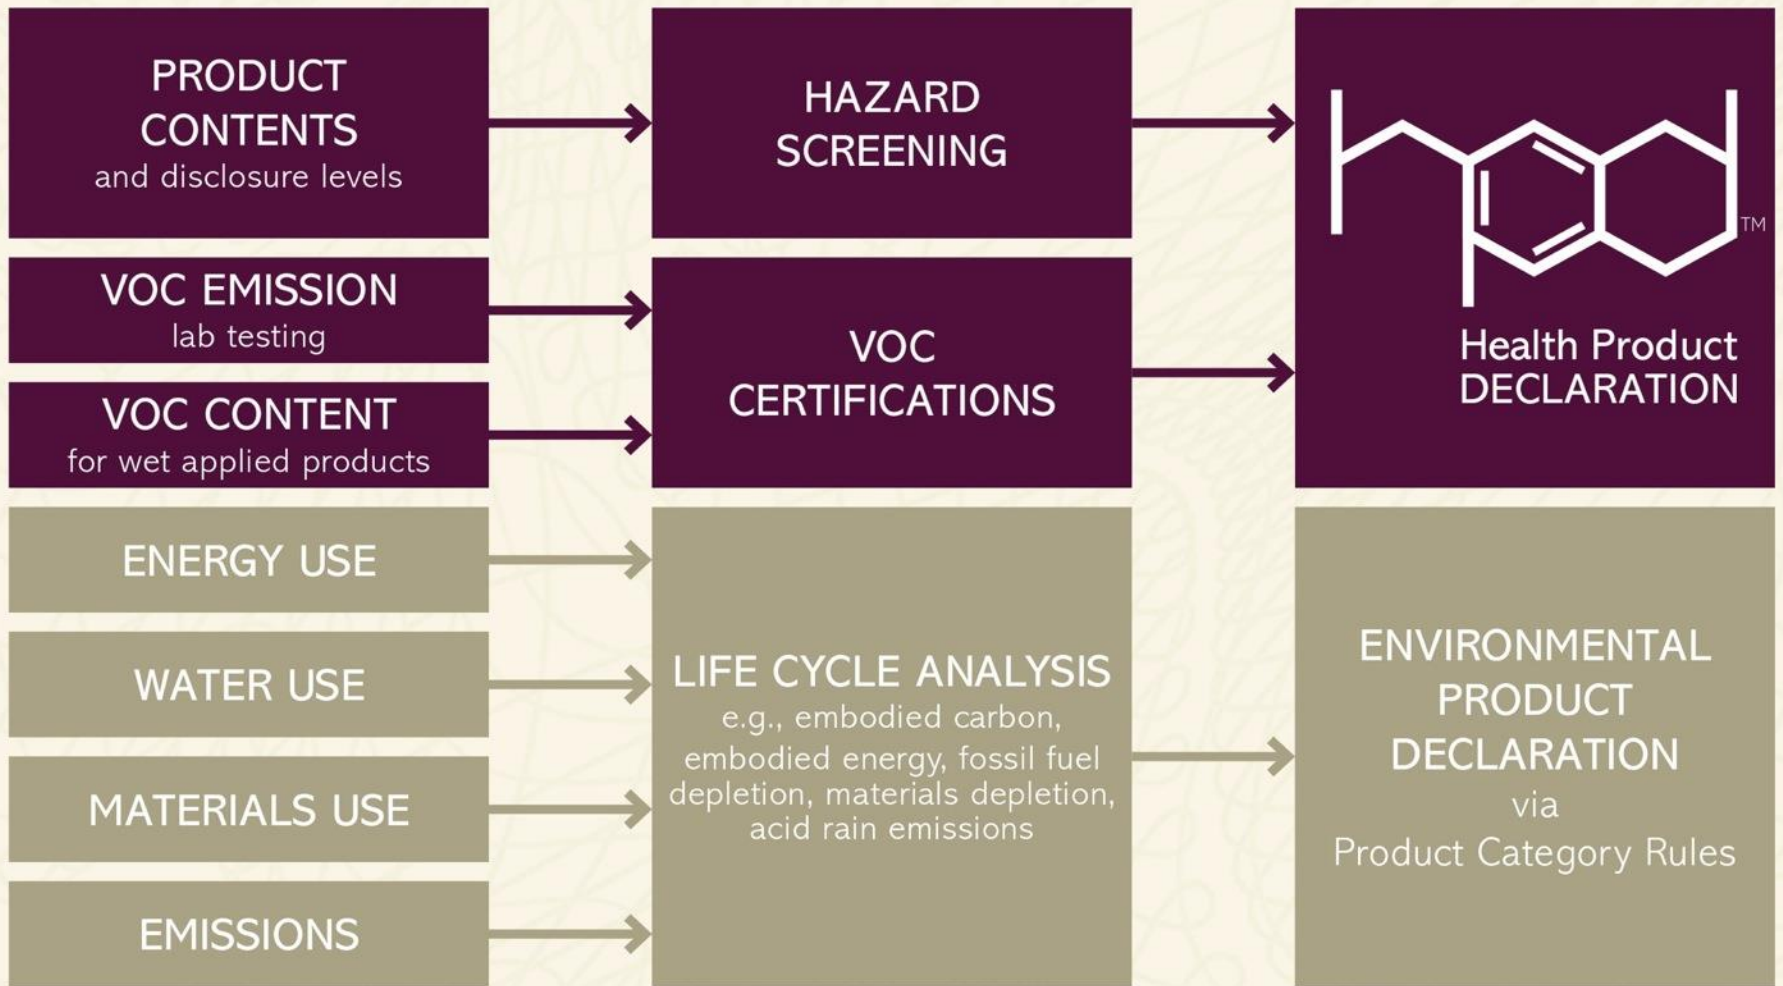 PRODUCT
CONTENTS
and disclosure levels
HAZARD
SCREENING
hpd
TM
Health Product
DECLARATION
VOC EMISSION
lab testing
VOC CONTENT
for wet applied products
VOC
CERTIFICATIONS
ENERGY USE
WATER USE
MATERIALS USE
EMISSIONS
LIFE CYCLE ANALYSIS
e.g., embodied carbon,
embodied energy, fossil fuel
depletion, materials depletion,
acid rain emissions
ENVIRONMENTAL
PRODUCT
DECLARATION
via
Product Category Rules